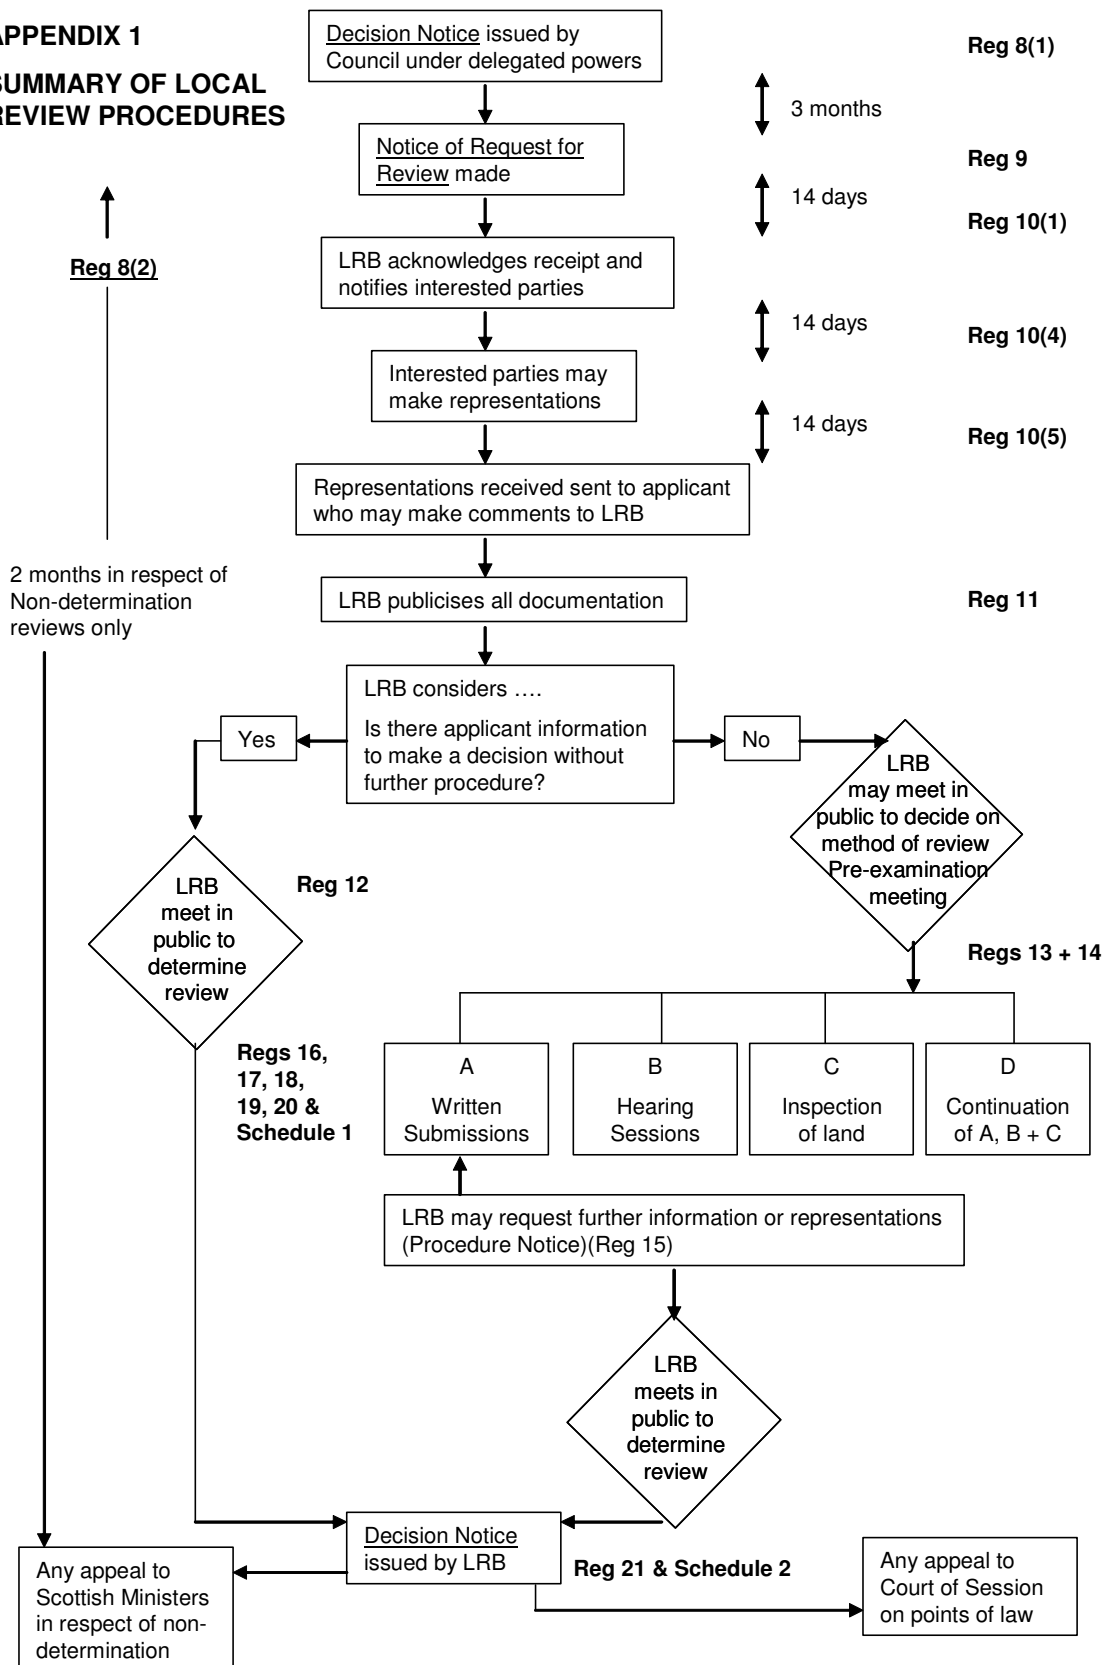 APPENDIX 1
SUMMARY OF LOCAL
REVIEW PROCEDURES
Decision Notice issued by
Council under delegated powers
Reg 8(1)
3 months
Notice of Request for
Review made
Reg 9
14 days
Reg 10(1)
Reg 8(2)
LRB acknowledges receipt and
notifies interested parties
14 days
Reg 10(4)
Interested parties may
make representations
14 days
Reg 10(5)
Representations received sent to applicant
who may make comments to LRB
2 months in respect of
Non-determination
reviews only
LRB publicises all documentation
Reg 11
LRB considers ....
Is there applicant information
to make a decision without
further procedure?
Yes
No
LRB
may meet in
public to decide on
method of review
Pre-examination
meeting
LRB
meet in
public to
determine
review
Reg 12
Regs 13 + 14
Regs 16,
17, 18,
19, 20 &
Schedule 1
A
Written
Submissions
B
Hearing
Sessions
C
Inspection
of land
D
Continuation
of A, B + C
LRB may request further information or representations
(Procedure Notice)(Reg 15)
LRB
meets in
public to
determine
review
Decision Notice
issued by LRB
Reg 21 & Schedule 2
Any appeal to
Scottish Ministers
in respect of non-
determination
Any appeal to
Court of Session
on points of law